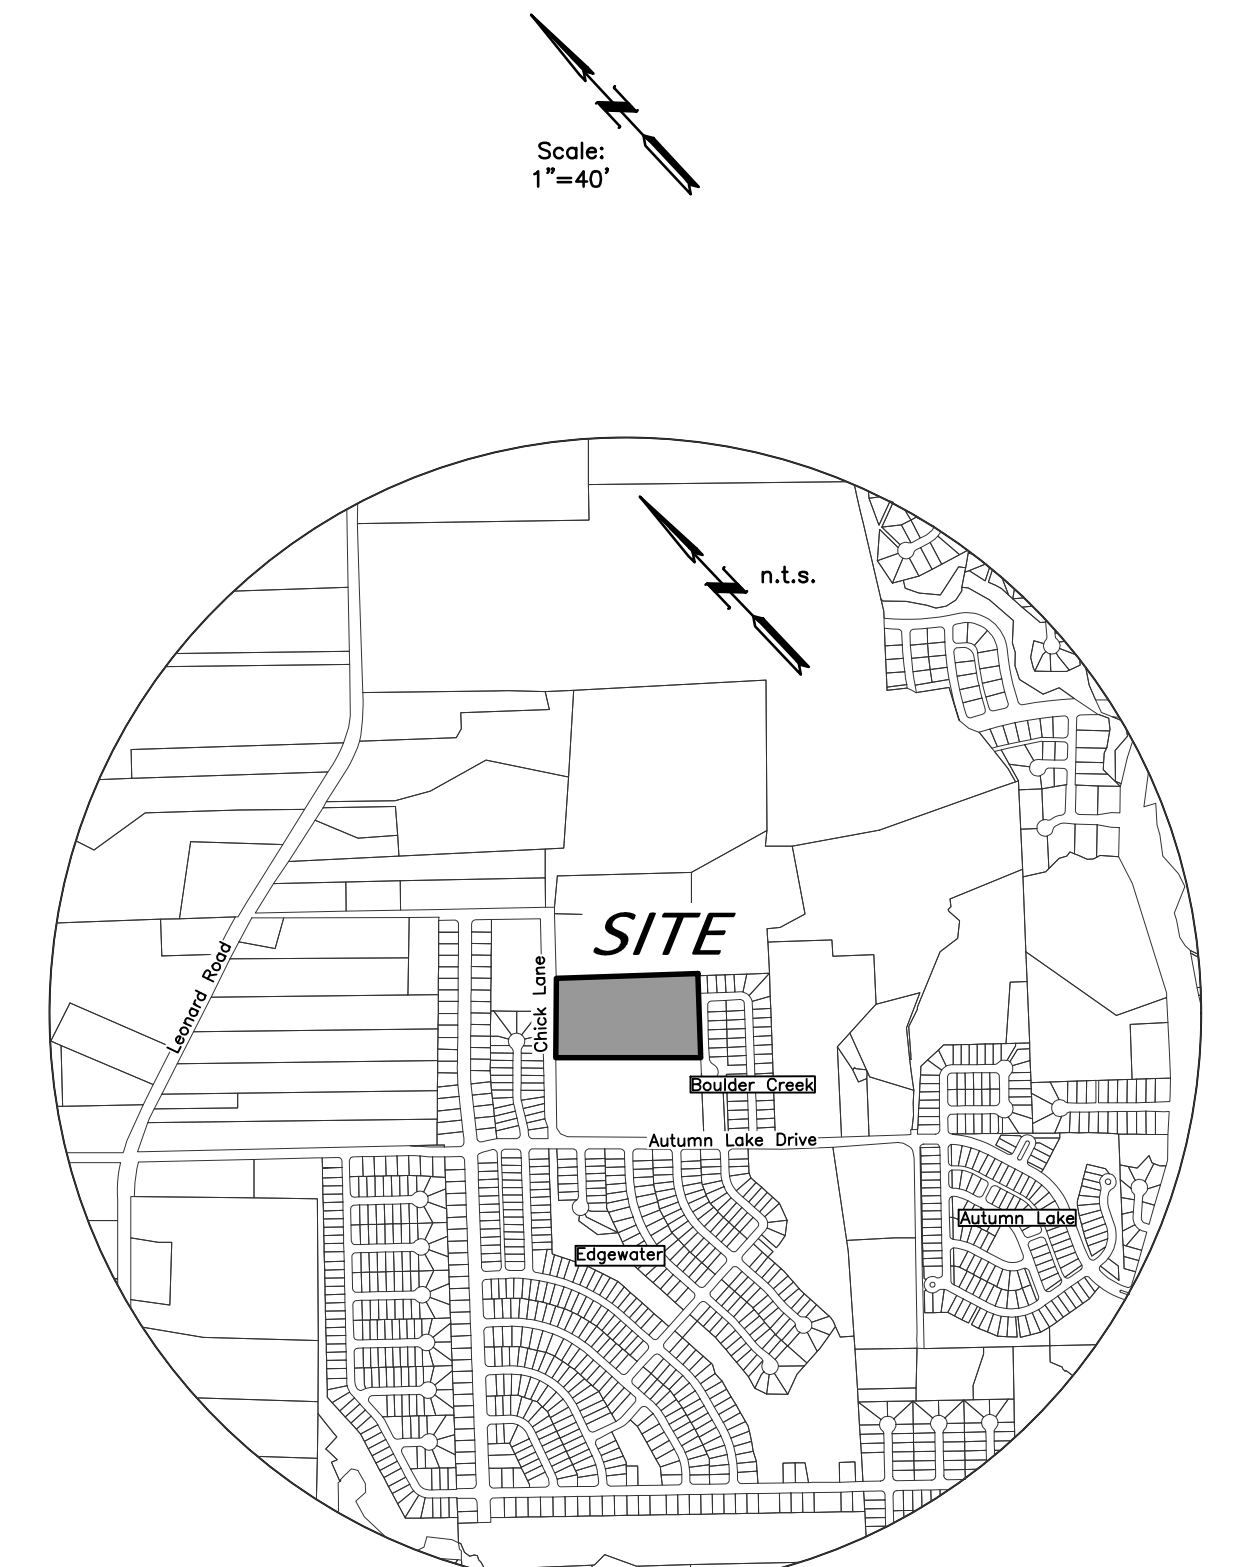 Scale:
1"=40'
n.t.s.
SITE
Chick Lane
Leonard Road
Boulder Creek
Autumn Lake Drive
Autumn Lake
Edgewater